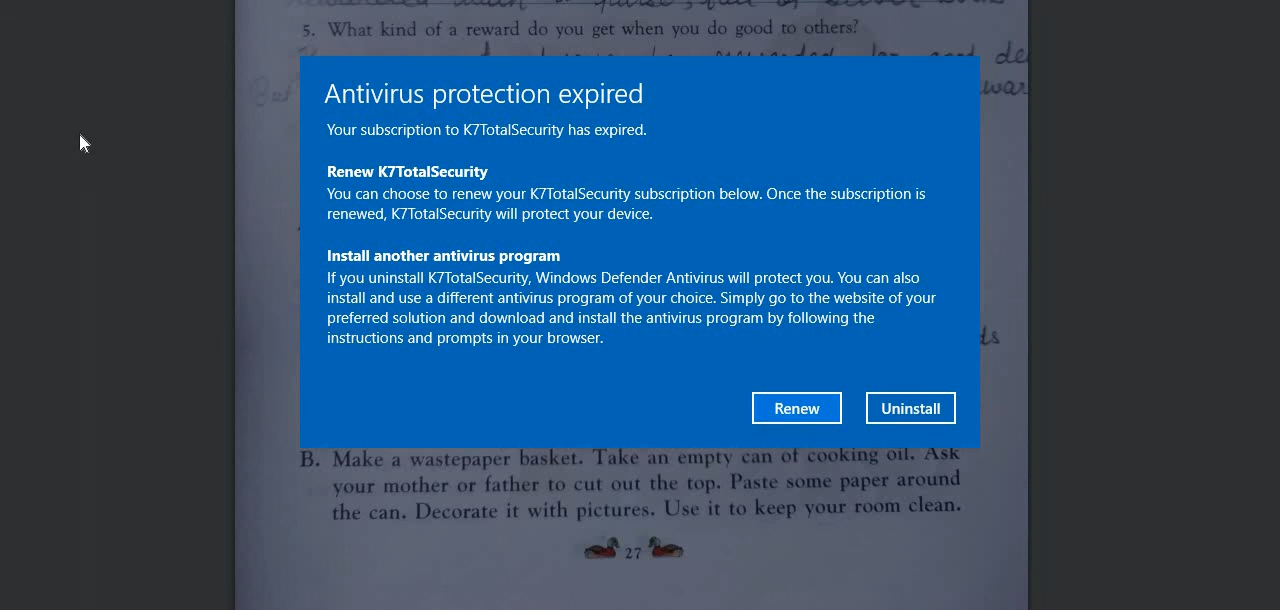 5. What kind of a reward do you get when you do good to others?
Antivirus protection expired
Your subscription to K7TotalSecurity has expired.
Renew K7TotalSecurity
You can choose to renew your K7TotalSecurity subscription below. Once the subscription is
renewed, K7TotalSecurity will protect your device.
Install another antivirus program
If you uninstall K7TotalSecurity, Windows Defender Antivirus will protect you. You can also
install and use a different antivirus program of your choice. Simply go to the website of your
preferred solution and download and install the antivirus program by following the
instructions and prompts in your browser.
Renew Uninstall
B. Make a wastepaper basket. Take an empty can of cooking oil. Ask
your mother or father to cut out the top. Paste some paper around
the can. Decorate it with pictures. Use it to keep your room clean.
27